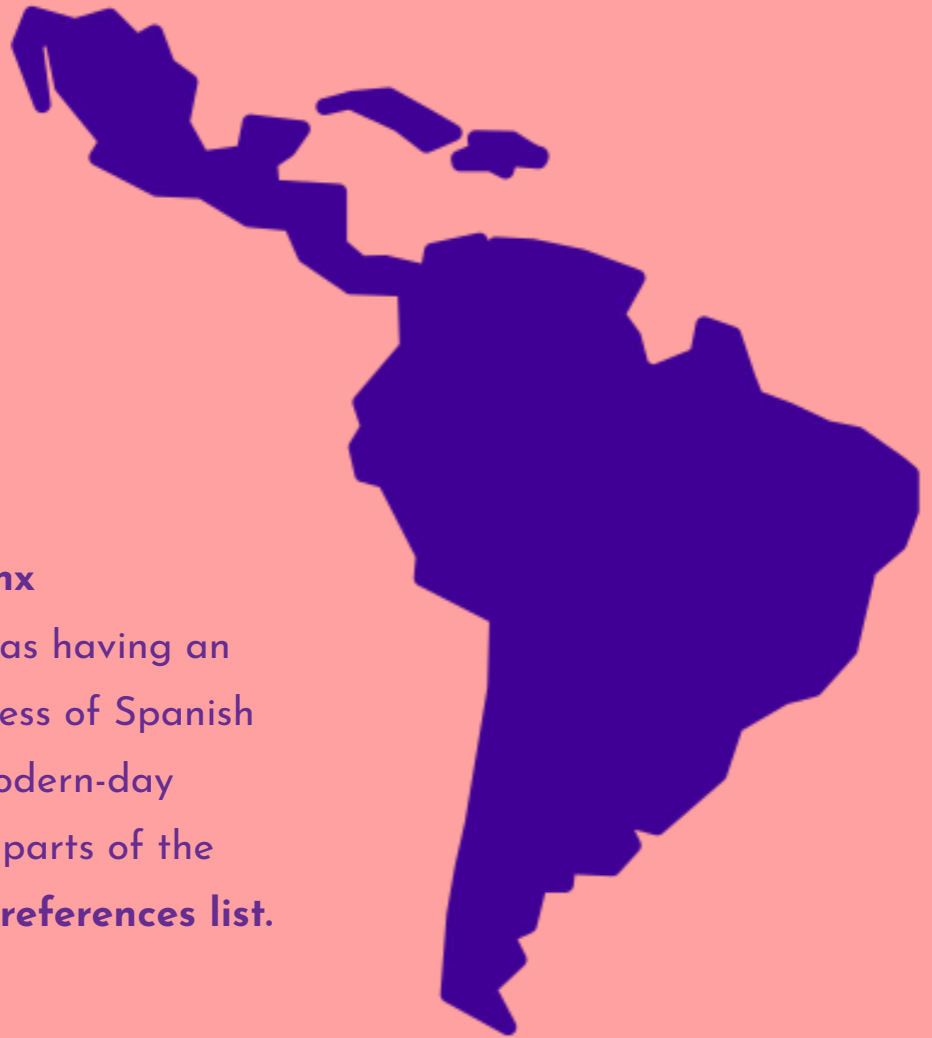 nx
as having an
ess of Spanish
odern-day
parts of the
references list.